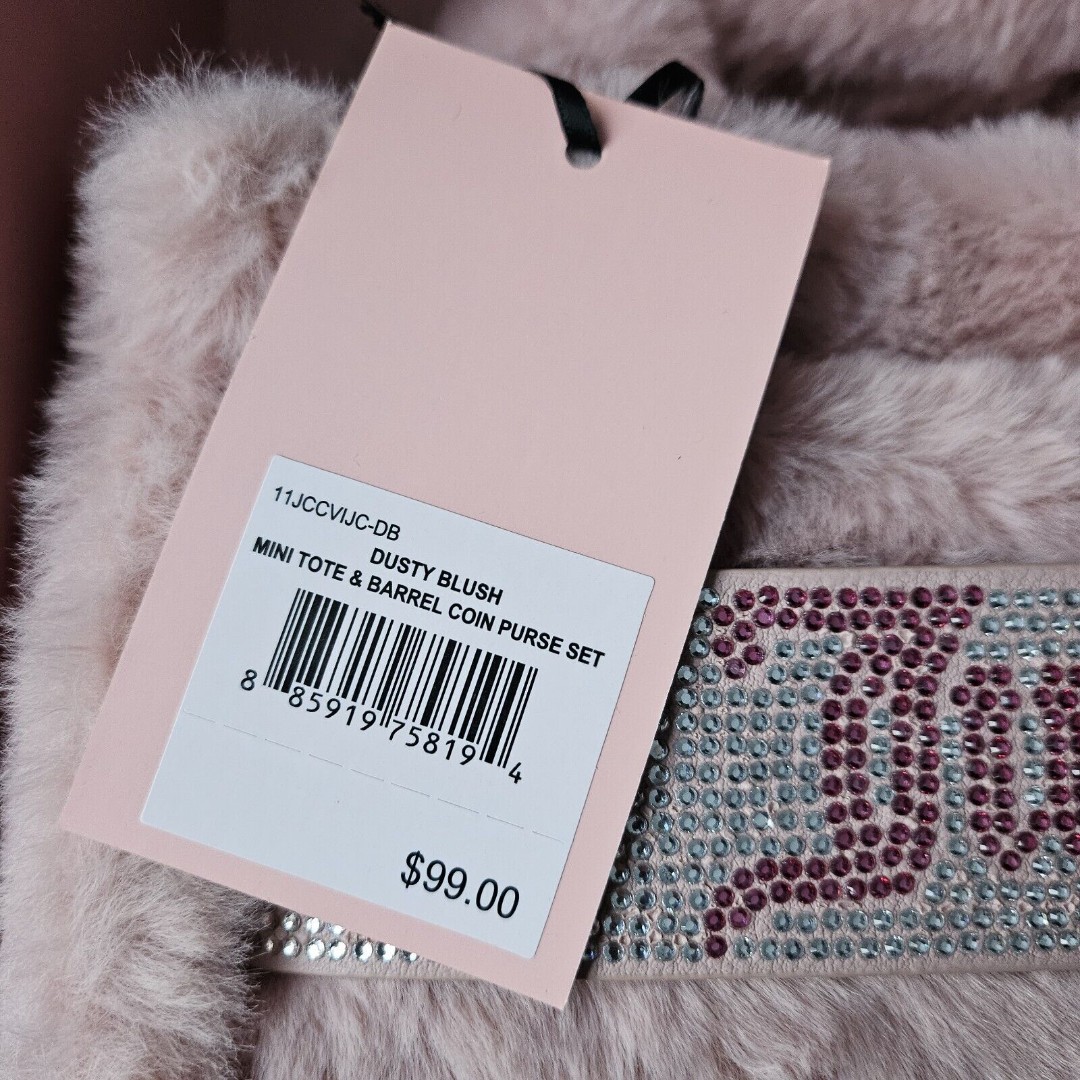 11JCCVIJC-DB
DUSTY BLUSH
MINI TOTE & BARREL COIN PURSE SET
8 85919 75819 4
$99.00